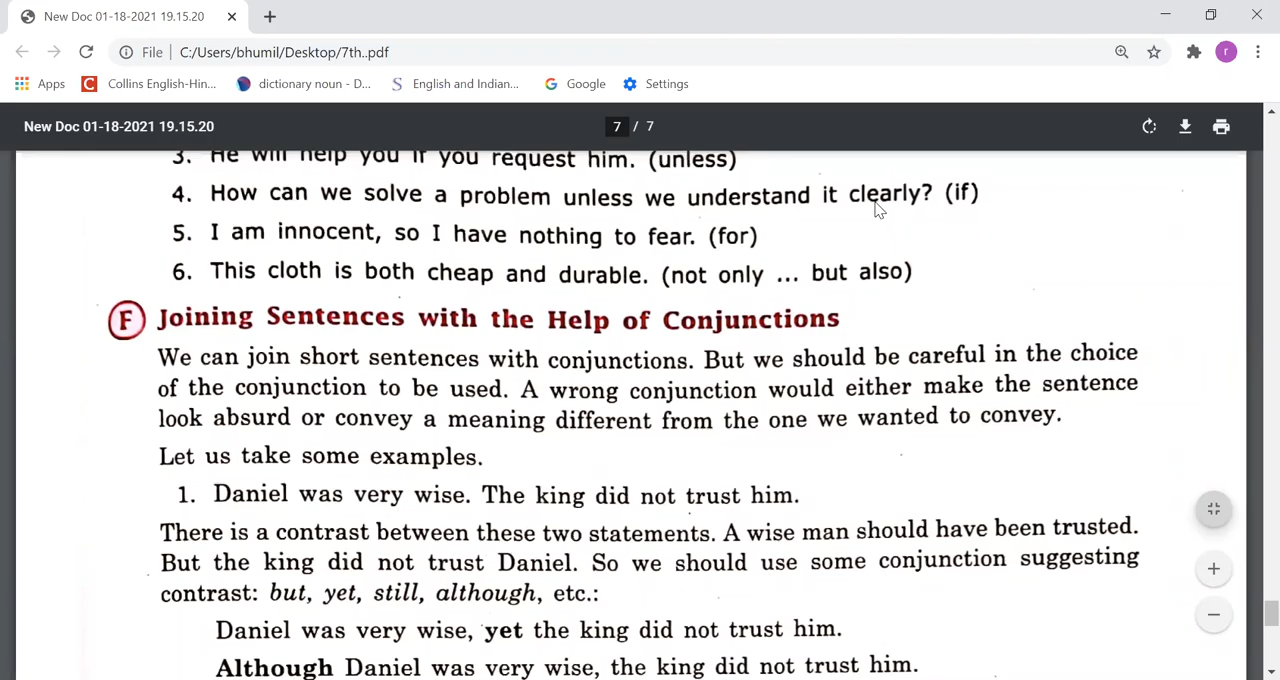 New Doc 01-18-2021 19.15.20
File | C:/Users/bhumil/Desktop/7th..pdf
r
Apps
Collins English-Hin...
dictionary noun - D...
English and Indian...
Google
Settings
New Doc 01-18-2021 19.15.20
7 / 7
3. He will help you if you request him. (unless)
4. How can we solve a problem unless we understand it clearly? (if)
5. I am innocent, so I have nothing to fear. (for)
6. This cloth is both cheap and durable. (not only ... but also)
F Joining Sentences with the Help of Conjunctions
We can join short sentences with conjunctions. But we should be careful in the choice
of the conjunction to be used. A wrong conjunction would either make the sentence
look absurd or convey a meaning different from the one we wanted to convey.
Let us take some examples.
1. Daniel was very wise. The king did not trust him.
There is a contrast between these two statements. A wise man should have been trusted.
But the king did not trust Daniel. So we should use some conjunction suggesting
contrast: but, yet, still, although, etc.:
Daniel was very wise, yet the king did not trust him.
Although Daniel was very wise, the king did not trust him.